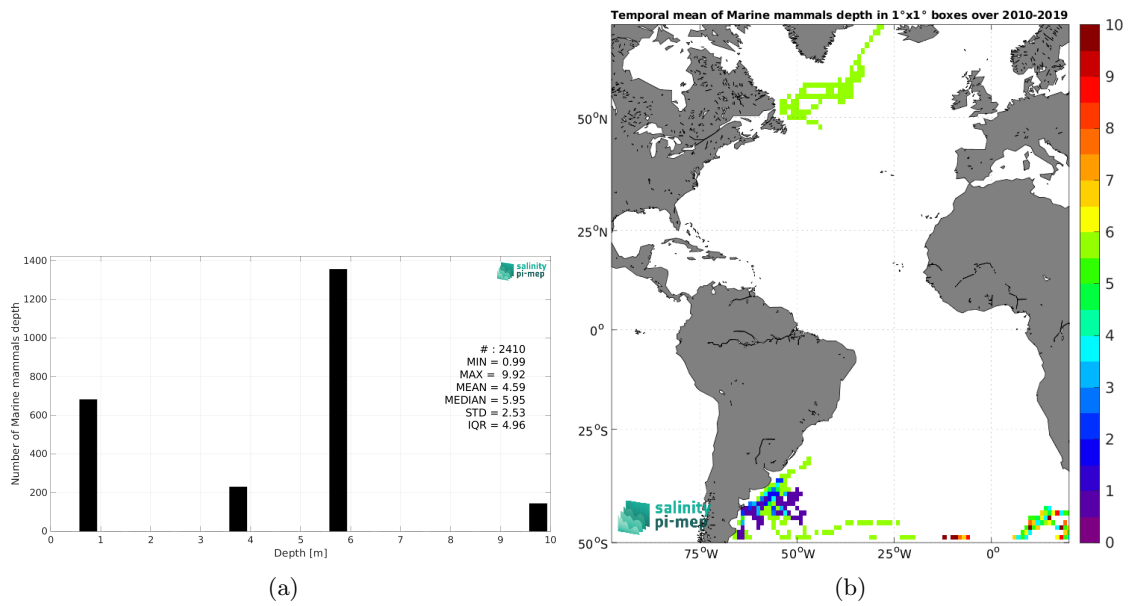 1400
1200
1000
800
600
400
200
0
0 1 2 3 4 5 6 7 8 9 10
Number of Marine mammals depth
Depth [m]
salinity
pi-mep
# : 2410
MIN = 0.99
MAX = 9.92
MEAN = 4.59
MEDIAN = 5.95
STD = 2.53
IQR = 4.96
(a)
Temporal mean of Marine mammals depth in 1°x1° boxes over 2010-2019
50°N
25°N
0°
25°S
50°S
75°W 50°W 25°W 0°
salinity
pi-mep
10
9
8
7
6
5
4
3
2
1
0
(b)